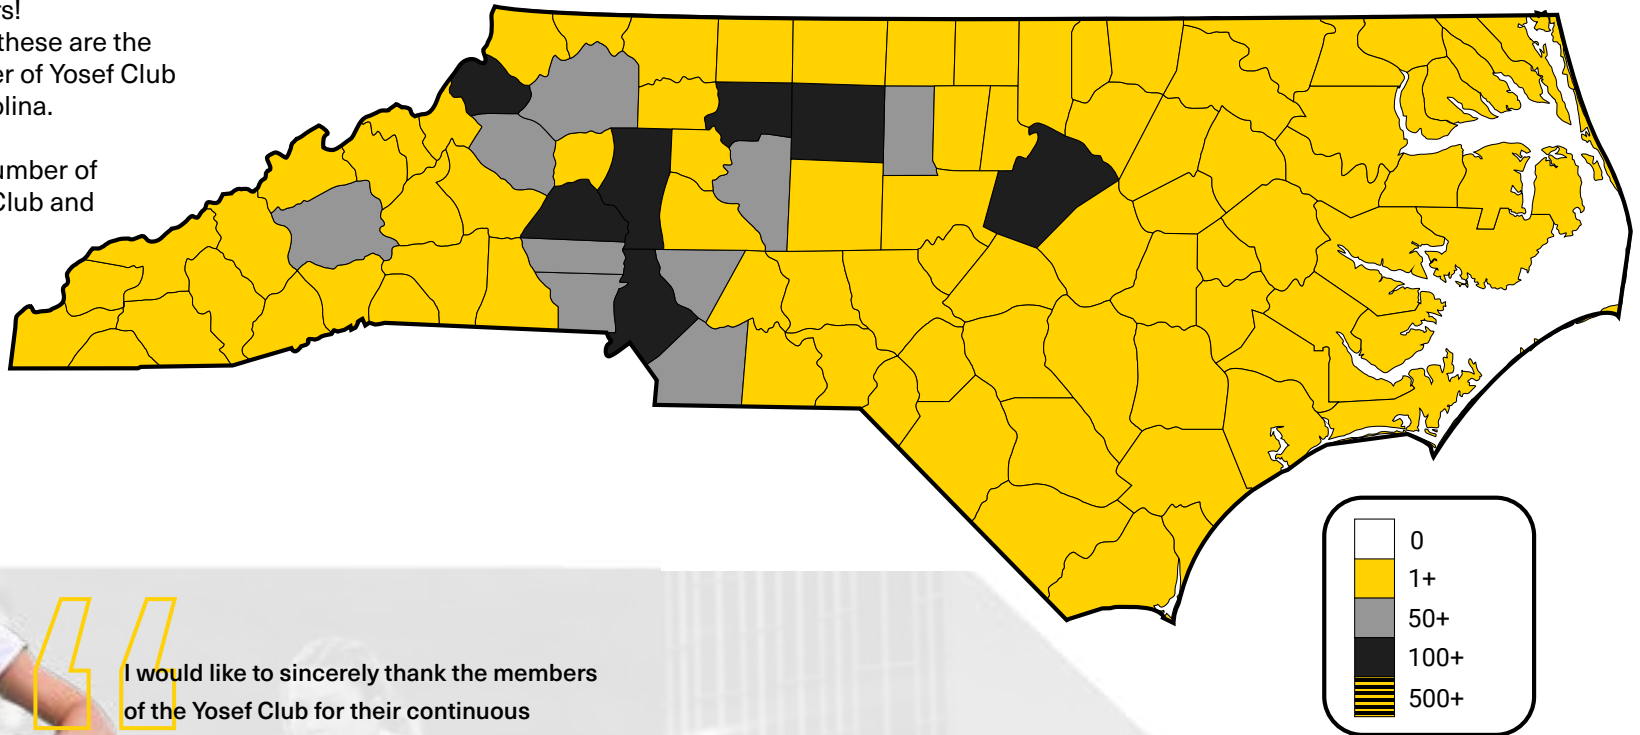 rs!
these are the
er of Yosef Club
olina.
umber of
Club and
0
1+
50+
100+
500+
I would like to sincerely thank the members
of the Yosef Club for their continuous